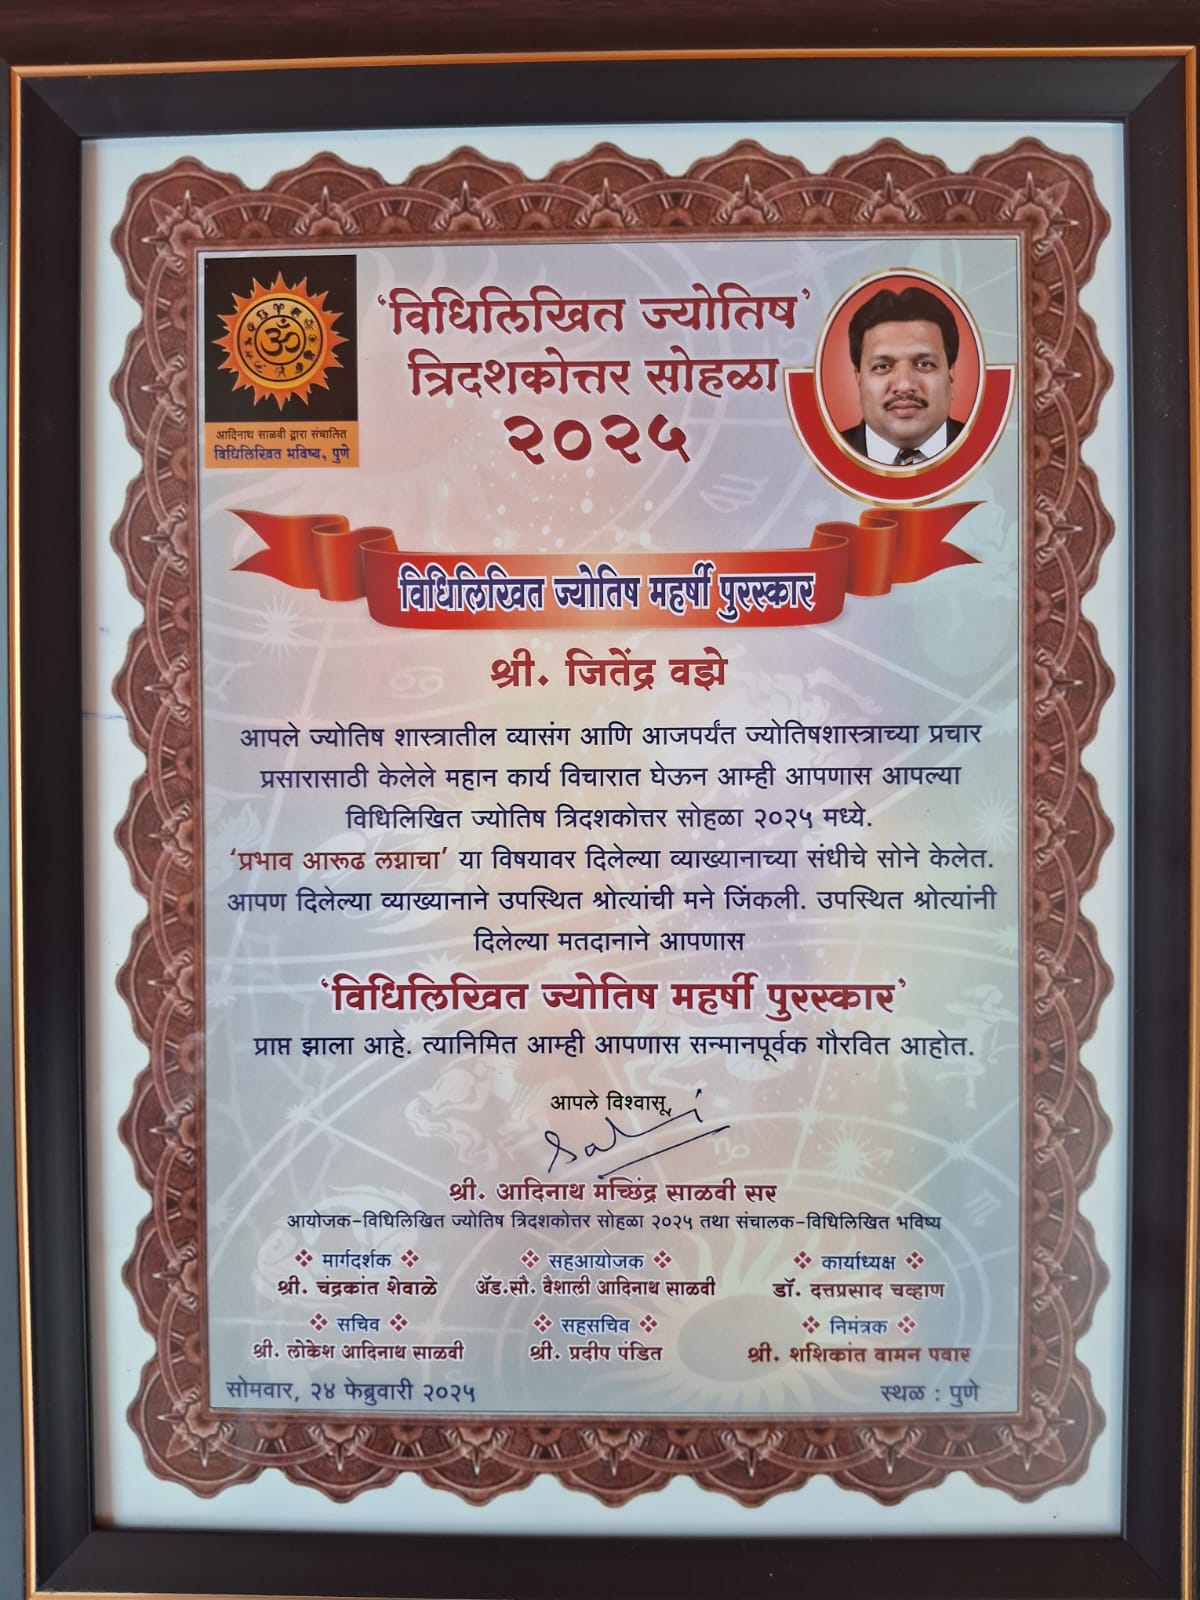 'विधिलिखित ज्योतिष'
त्रिदशकोत्तर सोहळा
२०२५
आदिनाथ साळवी द्वारा संचालित
विधिलिखित भविष्य, पुणे
विधिलिखित ज्योतिष महर्षी पुरस्कार
श्री. जितेंद्र वझे
आपले ज्योतिष शास्त्रातील व्यासंग आणि आजपर्यंत ज्योतिषशास्त्राच्या प्रचार
प्रसारासाठी केलेले महान कार्य विचारात घेऊन आम्ही आपणास आपल्या
विधिलिखित ज्योतिष त्रिदशकोत्तर सोहळा २०२५ मध्ये.
'प्रभाव आरूढ लग्नाचा' या विषयावर दिलेल्या व्याख्यानाच्या संधीचे सोने केलेत.
आपण दिलेल्या व्याख्यानाने उपस्थित श्रोत्यांची मने जिंकली. उपस्थित श्रोत्यांनी
दिलेल्या मतदानाने आपणास
'विधिलिखित ज्योतिष महर्षी पुरस्कार'
प्राप्त झाला आहे. त्यानिमित आम्ही आपणास सन्मानपूर्वक गौरवित आहोत.
आपले विश्वासू,
श्री. आदिनाथ मच्छिंद्र साळवी सर
आयोजक-विधिलिखित ज्योतिष त्रिदशकोत्तर सोहळा २०२५ तथा संचालक-विधिलिखित भविष्य
मार्गदर्शक सहआयोजक कार्याध्यक्ष
श्री. चंद्रकांत शेवाळे ॲड.सौ. वैशाली आदिनाथ साळवी डॉ. दत्तप्रसाद चव्हाण
सचिव सहसचिव निमंत्रक
श्री. लोकेश आदिनाथ साळवी श्री. प्रदीप पंडित श्री. शशिकांत वामन पवार
सोमवार, २४ फेब्रुवारी २०२५ स्थळ : पुणे